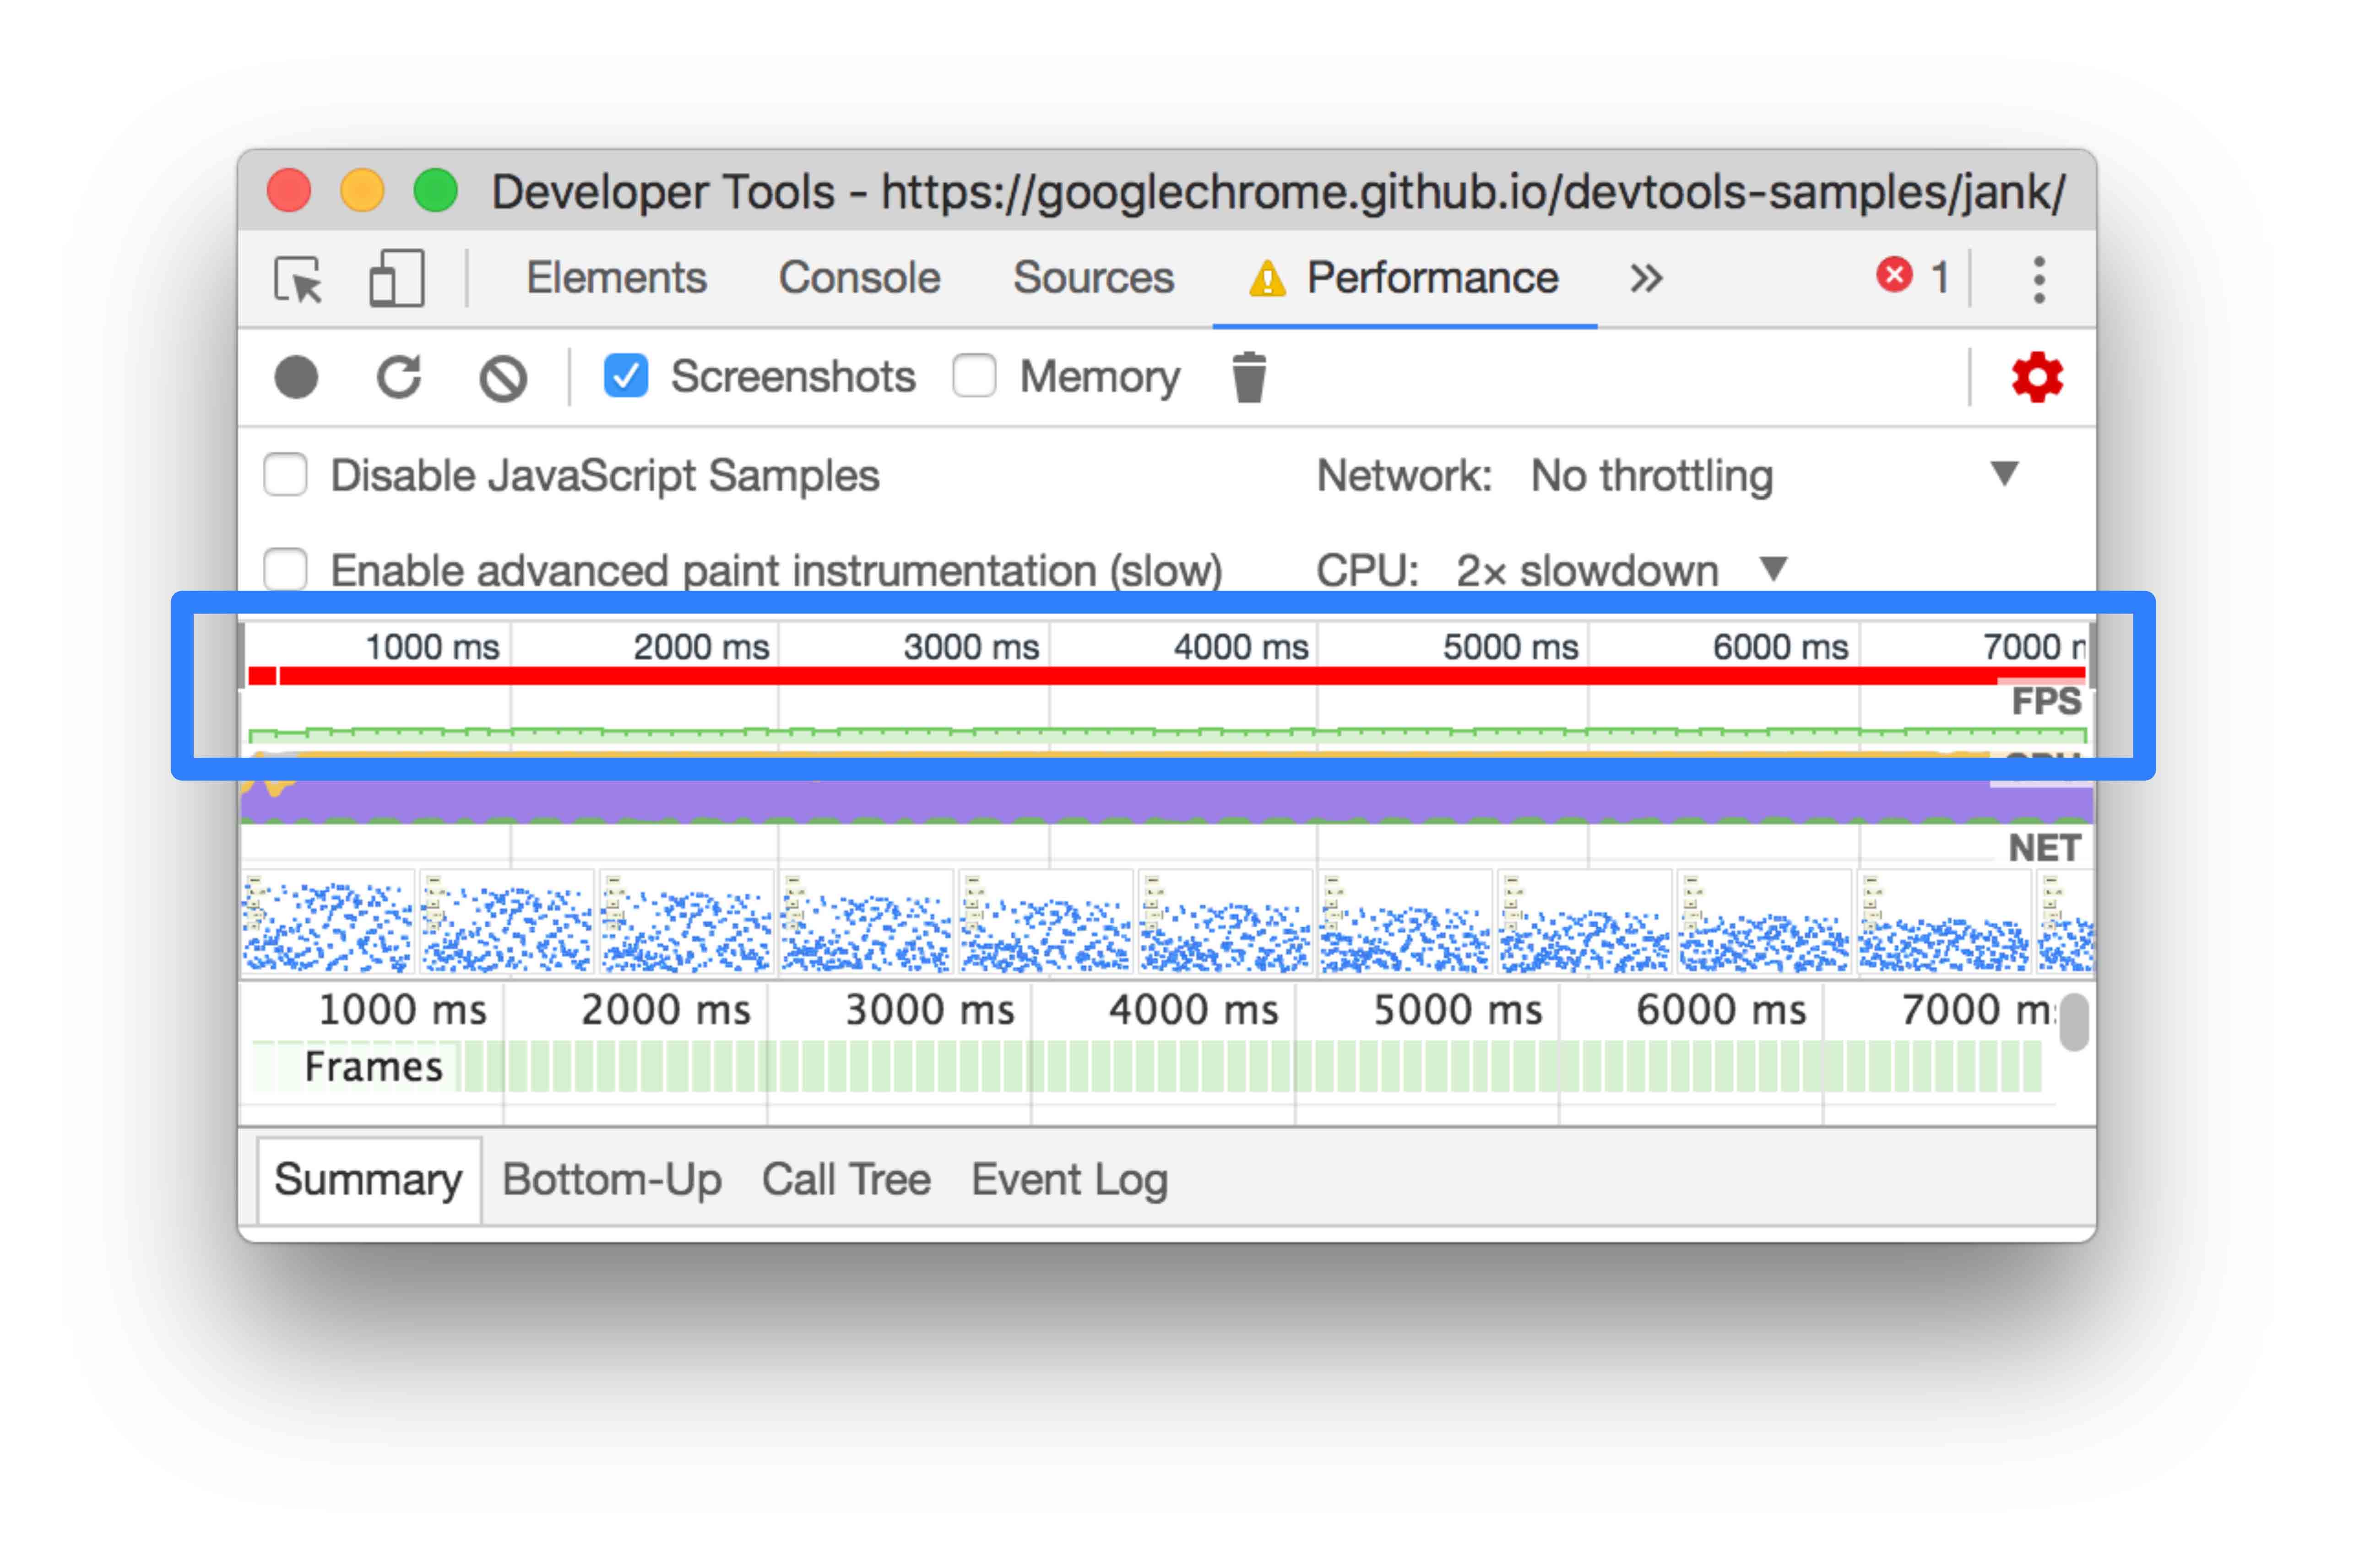 Developer Tools - https://googlechrome.github.io/devtools-samples/jank/
Elements Console Sources Performance » 1
Screenshots Memory
Disable JavaScript Samples Network: No throttling
Enable advanced paint instrumentation (slow) CPU: 2× slowdown
1000 ms 2000 ms 3000 ms 4000 ms 5000 ms 6000 ms 7000
FPS
NET
1000 ms 2000 ms 3000 ms 4000 ms 5000 ms 6000 ms 7000 m
Frames
Summary Bottom-Up Call Tree Event Log